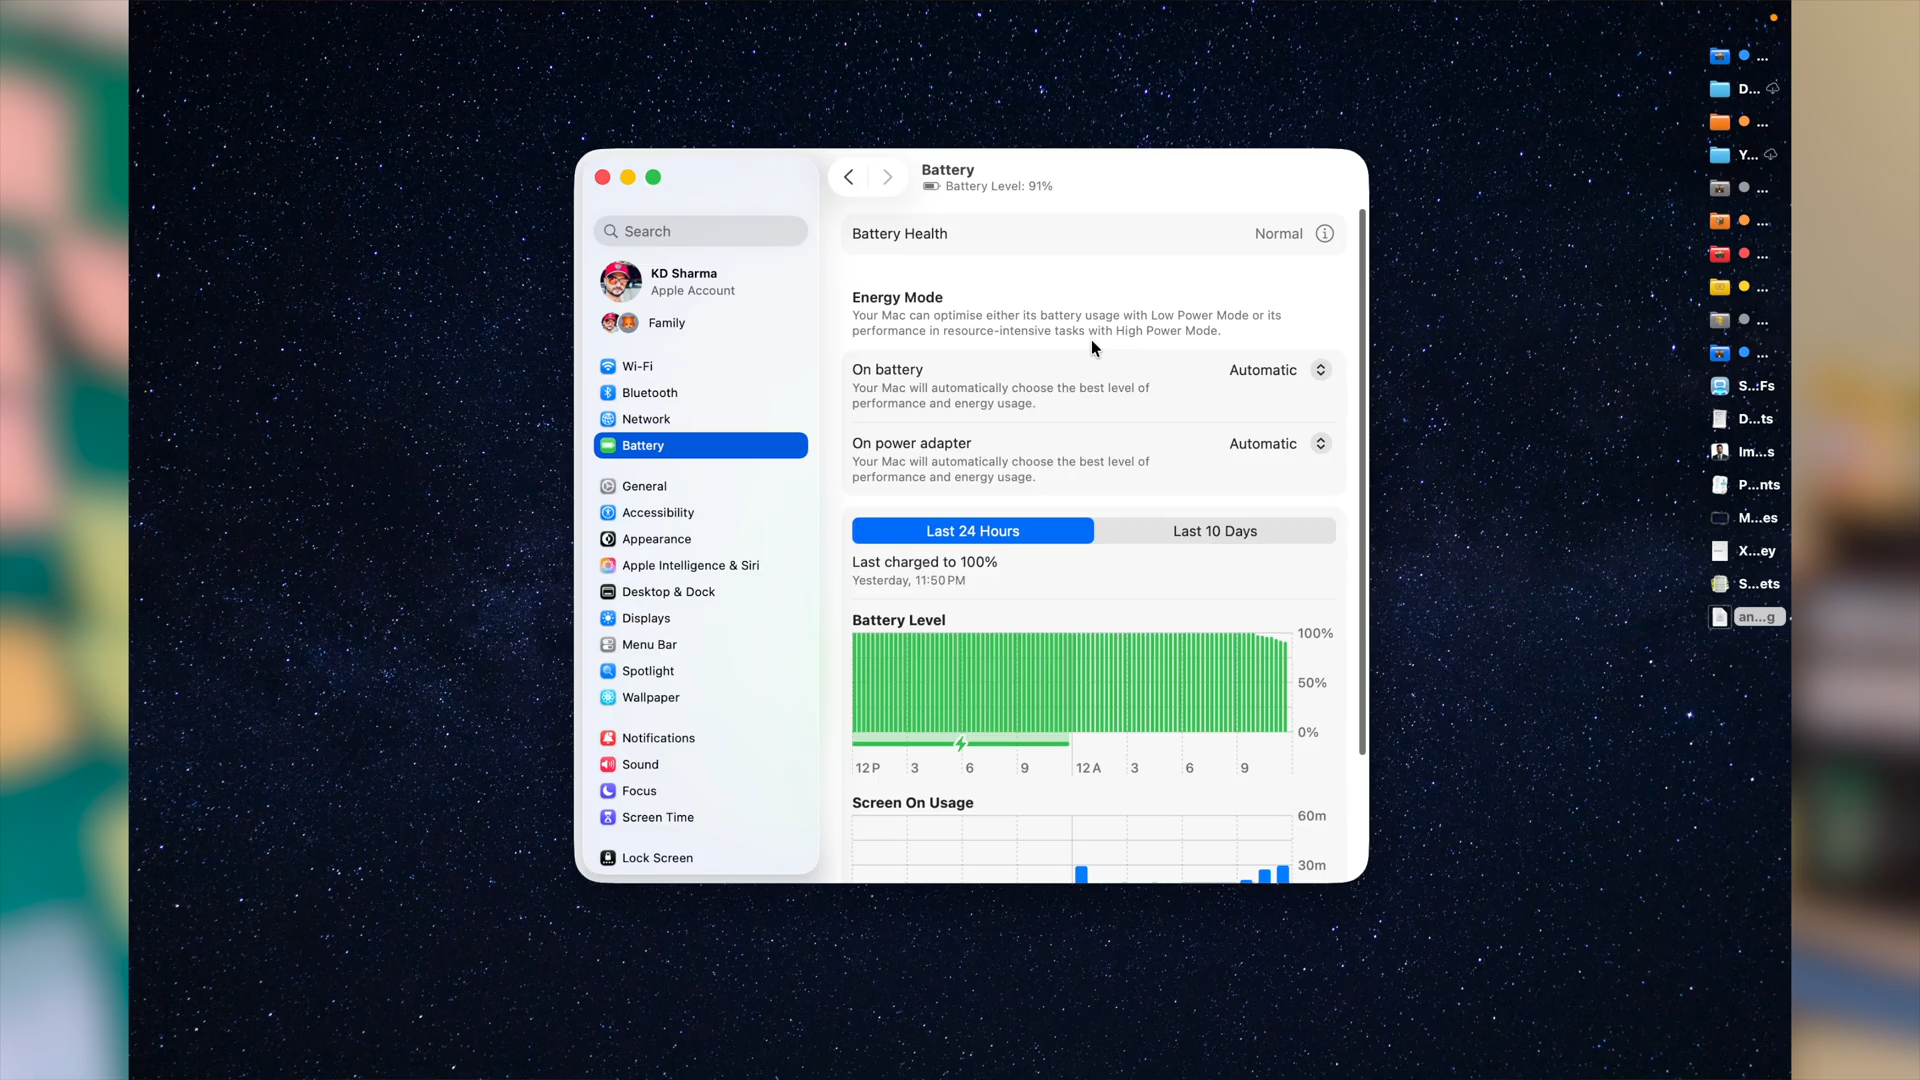 Battery
Battery Level: 91%
Search
KD Sharma
Apple Account
Family
Wi-Fi
Bluetooth
Network
Battery
General
Accessibility
Appearance
Apple Intelligence & Siri
Desktop & Dock
Displays
Menu Bar
Spotlight
Wallpaper
Notifications
Sound
Focus
Screen Time
Lock Screen
Battery Health
Normal
Energy Mode
Your Mac can optimise either its battery usage with Low Power Mode or its
performance in resource-intensive tasks with High Power Mode.
On battery
Automatic
Your Mac will automatically choose the best level of
performance and energy usage.
On power adapter
Automatic
Your Mac will automatically choose the best level of
performance and energy usage.
Last 24 Hours
Last 10 Days
Last charged to 100%
Yesterday, 11:50 PM
Battery Level
100%
50%
0%
12 P 3 6 9 12 A 3 6 9
Screen On Usage
60m
30m
...
D...
...
Y...
...
...
...
...
...
...
S...:Fs
D...ts
Im...s
P...nts
M...es
X...ey
S...ets
an...g